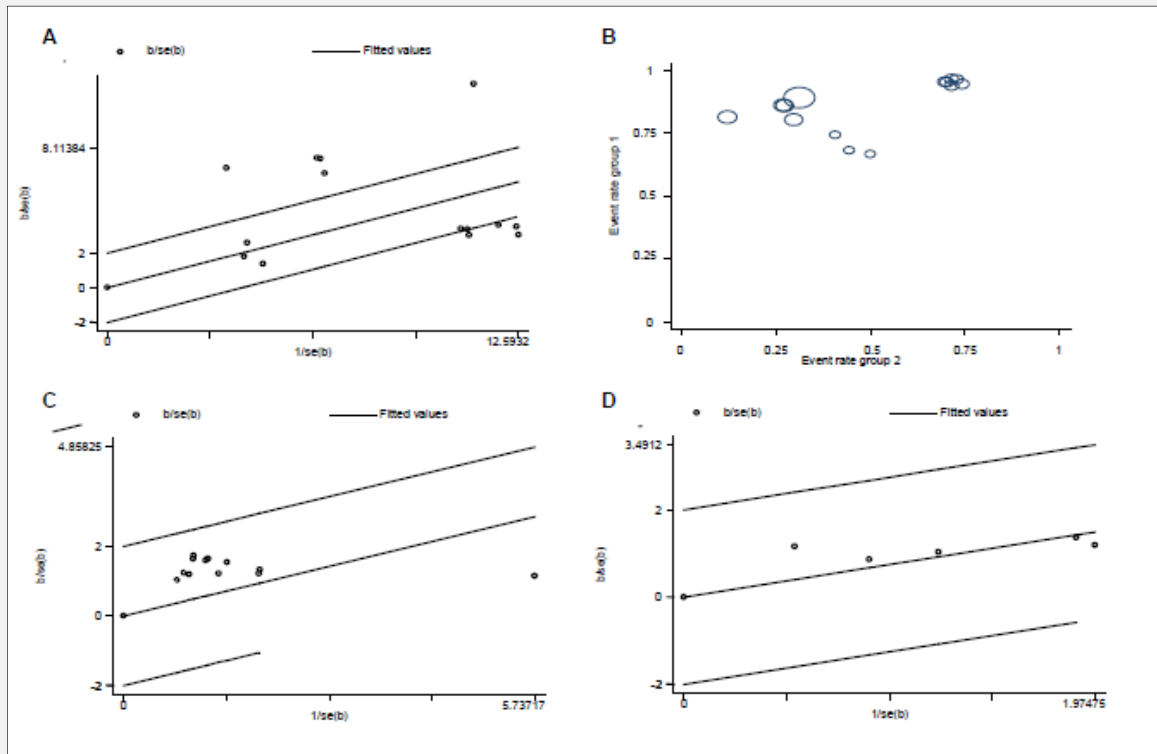 A
b/se(b) Fitted values
8.11384
b/se(b)
2
0
-2
0 12.5932
1/se(b)
B
1
Event rate group 1
0.75
0.5
0.25
0
0 0.25 0.5 0.75 1
Event rate group 2
C
b/se(b) Fitted values
4.85825
b/se(b)
2
0
-2
0 5.73717
1/se(b)
D
b/se(b) Fitted values
3.4912
b/se(b)
2
0
-2
0 1.97475
1/se(b)